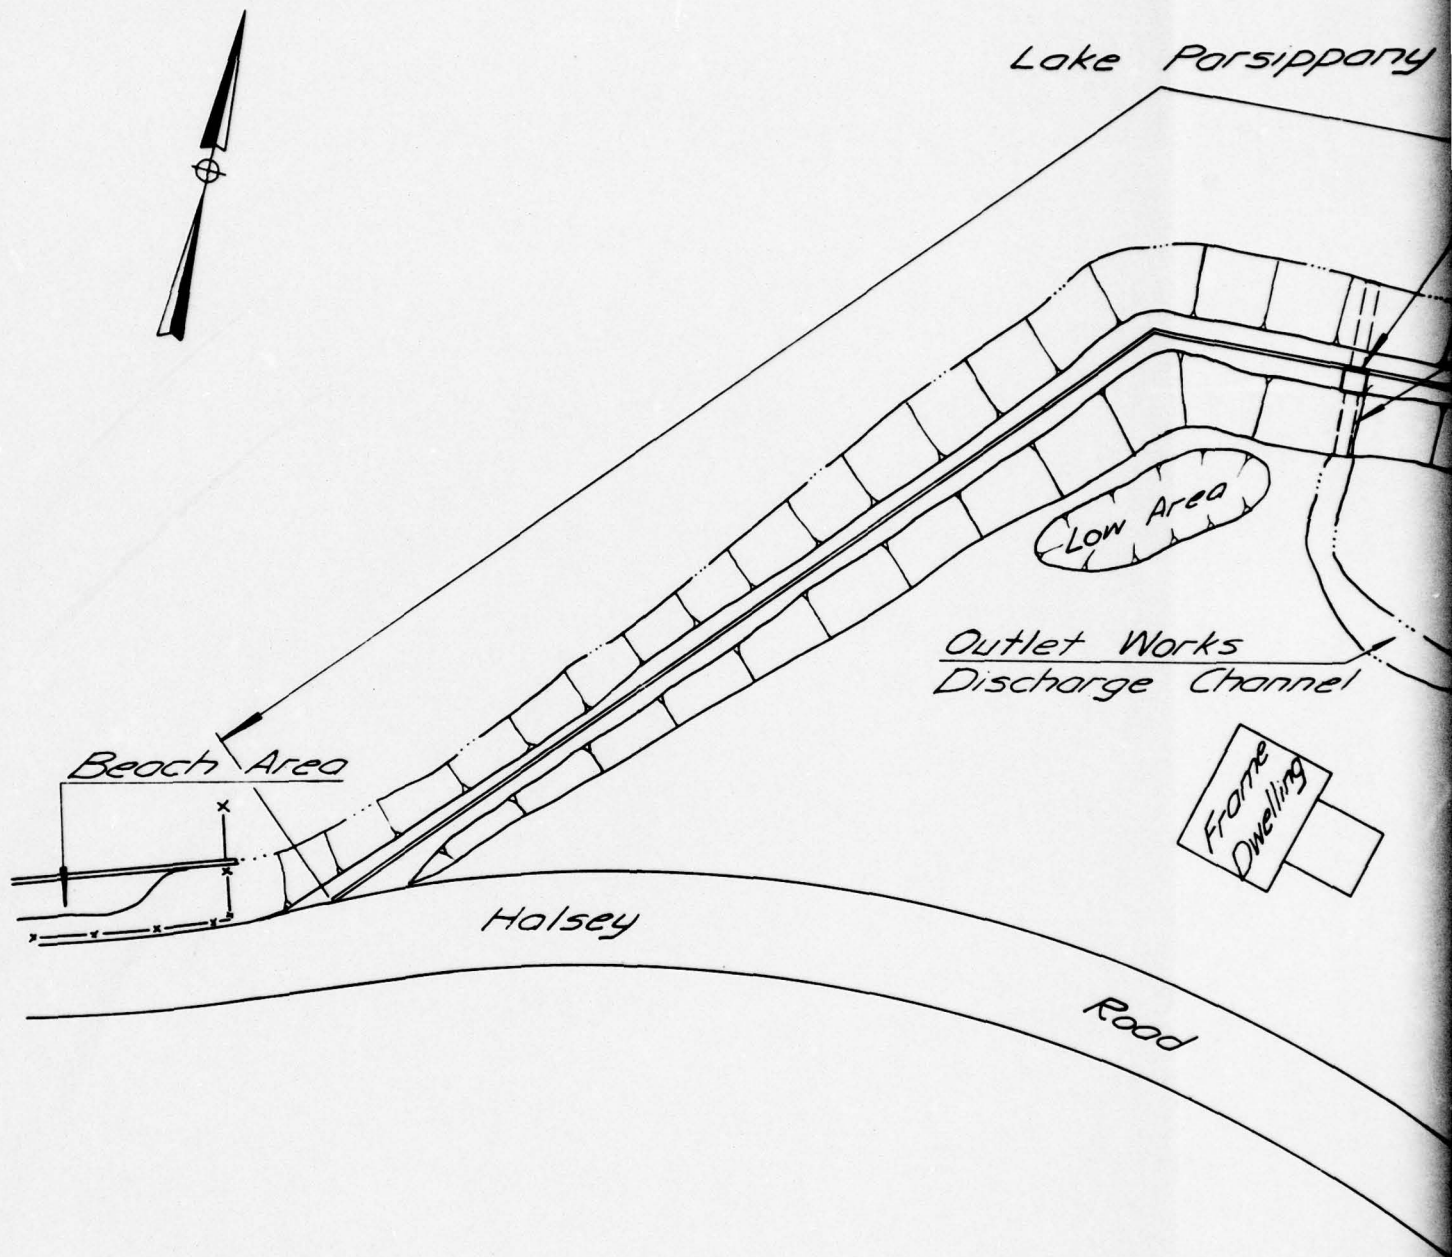 Lake Parsippany
Low Area
Outlet Works
Discharge Channel
Beach Area
Frame
Dwelling
Halsey
Road